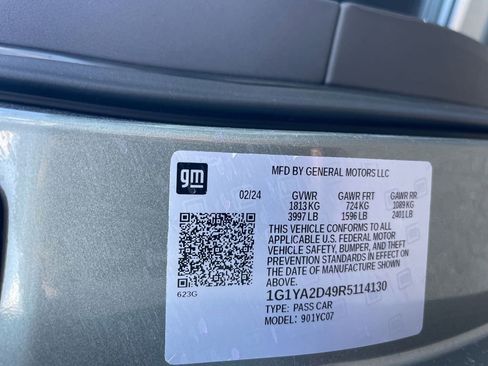 gm
MFD BY GENERAL MOTORS LLC
02/24 GVWR GAWR FRT GAWR RR
1813 KG 724 KG 1089 KG
3997 LB 1596 LB 2401 LB
THIS VEHICLE CONFORMS TO ALL
APPLICABLE U.S. FEDERAL MOTOR
VEHICLE SAFETY, BUMPER, AND THEFT
PREVENTION STANDARDS IN EFFECT ON
THE DATE OF MANUFACTURE SHOWN
ABOVE.
623G
1G1YA2D49R5114130
TYPE: PASS CAR
MODEL: 901YC07